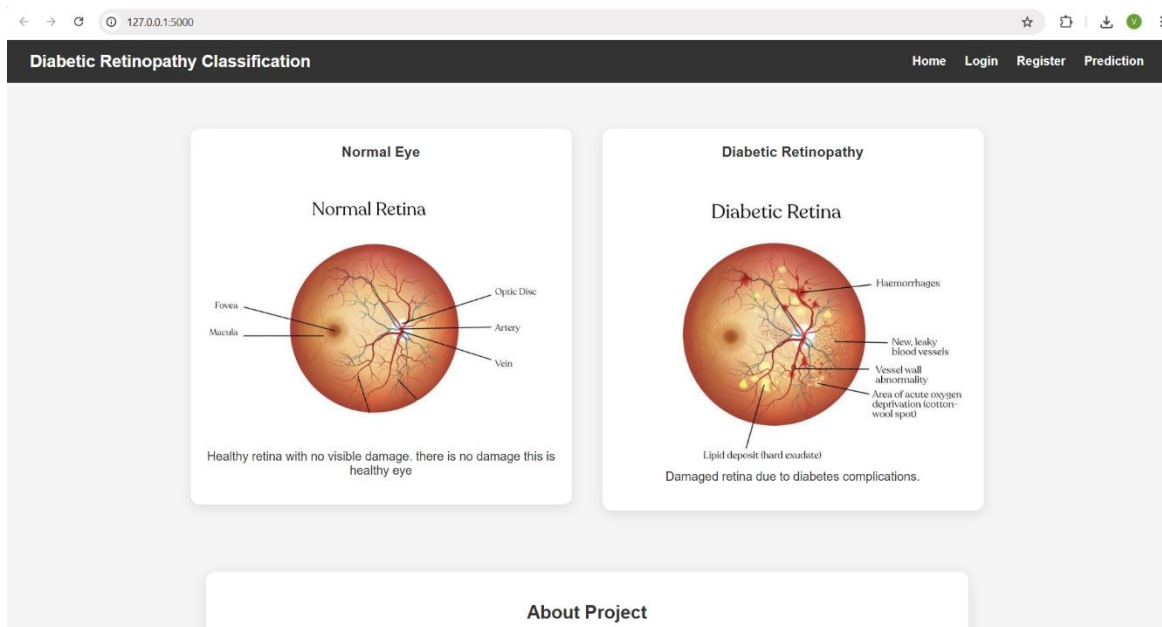 127.0.0.1:5000
V
Diabetic Retinopathy Classification
Home Login Register Prediction
Normal Eye
Normal Retina
Fovea
Macula
Optic Disc
Artery
Vein
Healthy retina with no visible damage. there is no damage this is
healthy eye
Diabetic Retinopathy
Diabetic Retina
Haemorrhages
New, leaky
blood vessels
Vessel wall
abnormality
Area of acute oxygen
deprivation (cotton-
wool spot)
Lipid deposit (hard exudate)
Damaged retina due to diabetes complications.
About Project